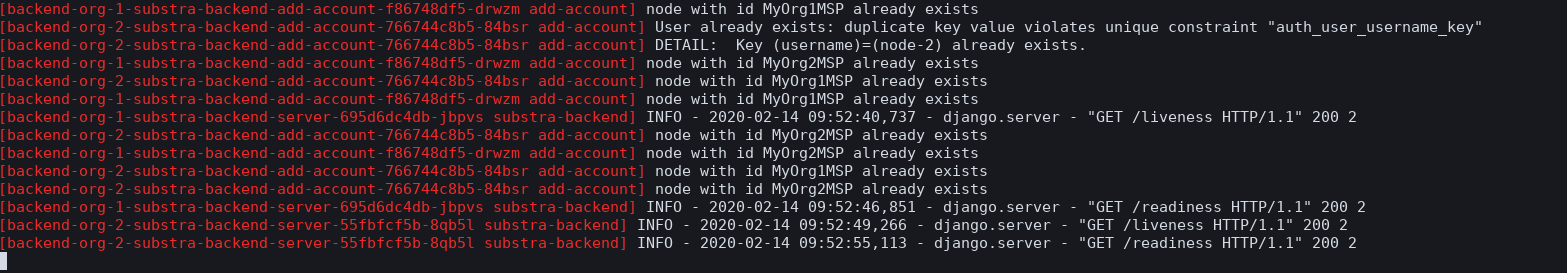 [backend-org-1-substra-backend-add-account-f86748df5-drwzm add-account] node with id MyOrg1MSP already exists
[backend-org-2-substra-backend-add-account-766744c8b5-84bsr add-account] User already exists: duplicate key value violates unique constraint "auth_user_username_key"
[backend-org-2-substra-backend-add-account-766744c8b5-84bsr add-account] DETAIL:  Key (username)=(node-2) already exists.
[backend-org-1-substra-backend-add-account-f86748df5-drwzm add-account] node with id MyOrg2MSP already exists
[backend-org-2-substra-backend-add-account-766744c8b5-84bsr add-account] node with id MyOrg1MSP already exists
[backend-org-1-substra-backend-add-account-f86748df5-drwzm add-account] node with id MyOrg1MSP already exists
[backend-org-1-substra-backend-server-695d6dc4db-jbpvs substra-backend] INFO - 2020-02-14 09:52:40,737 - django.server - "GET /liveness HTTP/1.1" 200 2
[backend-org-2-substra-backend-add-account-766744c8b5-84bsr add-account] node with id MyOrg2MSP already exists
[backend-org-1-substra-backend-add-account-f86748df5-drwzm add-account] node with id MyOrg2MSP already exists
[backend-org-2-substra-backend-add-account-766744c8b5-84bsr add-account] node with id MyOrg1MSP already exists
[backend-org-2-substra-backend-add-account-766744c8b5-84bsr add-account] node with id MyOrg2MSP already exists
[backend-org-1-substra-backend-server-695d6dc4db-jbpvs substra-backend] INFO - 2020-02-14 09:52:46,851 - django.server - "GET /readiness HTTP/1.1" 200 2
[backend-org-2-substra-backend-server-55fbfcf5b-8qb5l substra-backend] INFO - 2020-02-14 09:52:49,266 - django.server - "GET /liveness HTTP/1.1" 200 2
[backend-org-2-substra-backend-server-55fbfcf5b-8qb5l substra-backend] INFO - 2020-02-14 09:52:55,113 - django.server - "GET /readiness HTTP/1.1" 200 2